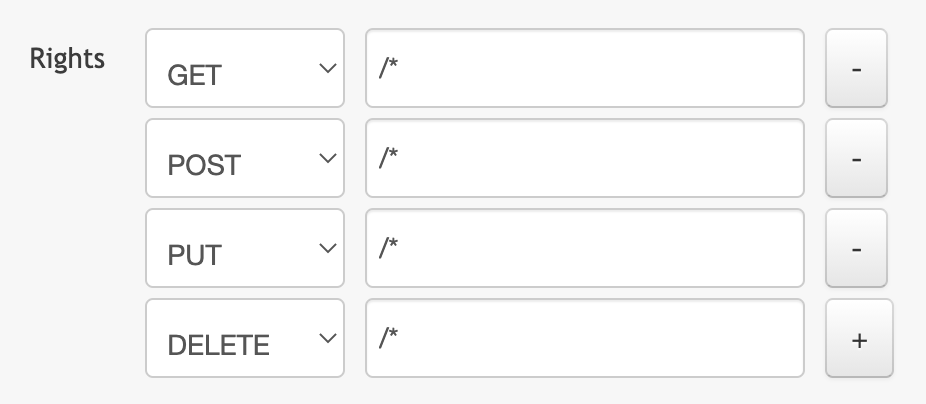 Rights GET /* -
POST /* -
PUT /* -
DELETE /* +